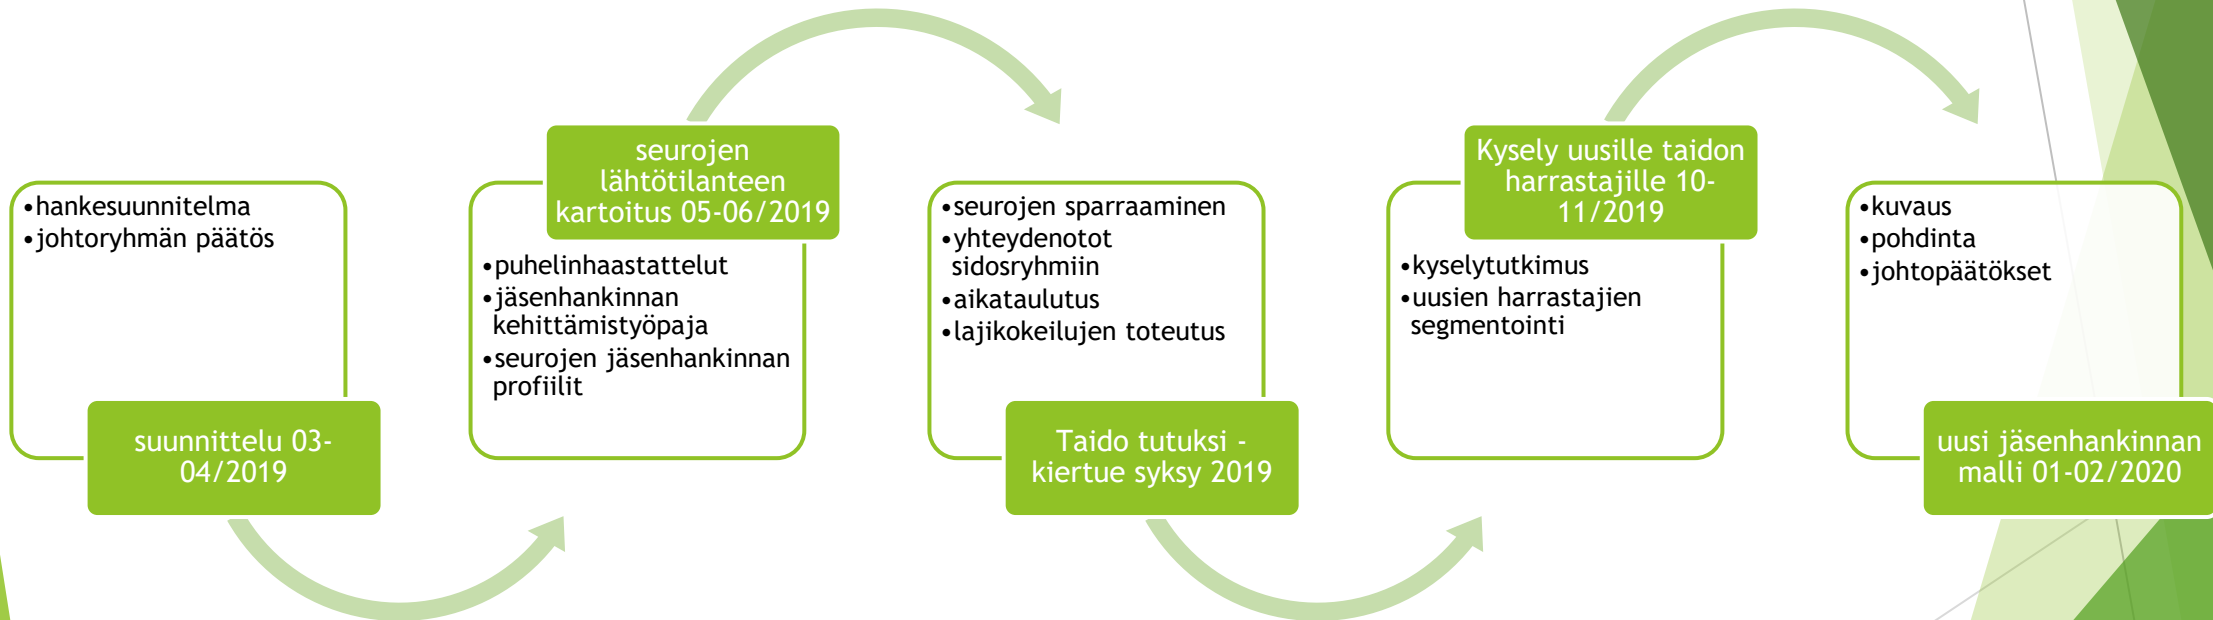 •hankesuunnitelma
•johtoryhmän päätös
suunnittelu 03-
04/2019
seurojen
lähtötilanteen
kartoitus 05-06/2019
•puhelinhaastattelut
•jäsenhankinnan
kehittämistyöpaja
•seurojen jäsenhankinnan
profiilit
•seurojen sparraaminen
•yhteydenotot
sidosryhmiin
•aikataulutus
•lajikokeilujen toteutus
Taido tutuksi -
kiertue syksy 2019
Kysely uusille taidon
harrastajille 10-
11/2019
•kyselytutkimus
•uusien harrastajien
segmentointi
•kuvaus
•pohdinta
•johtopäätökset
uusi jäsenhankinnan
malli 01-02/2020